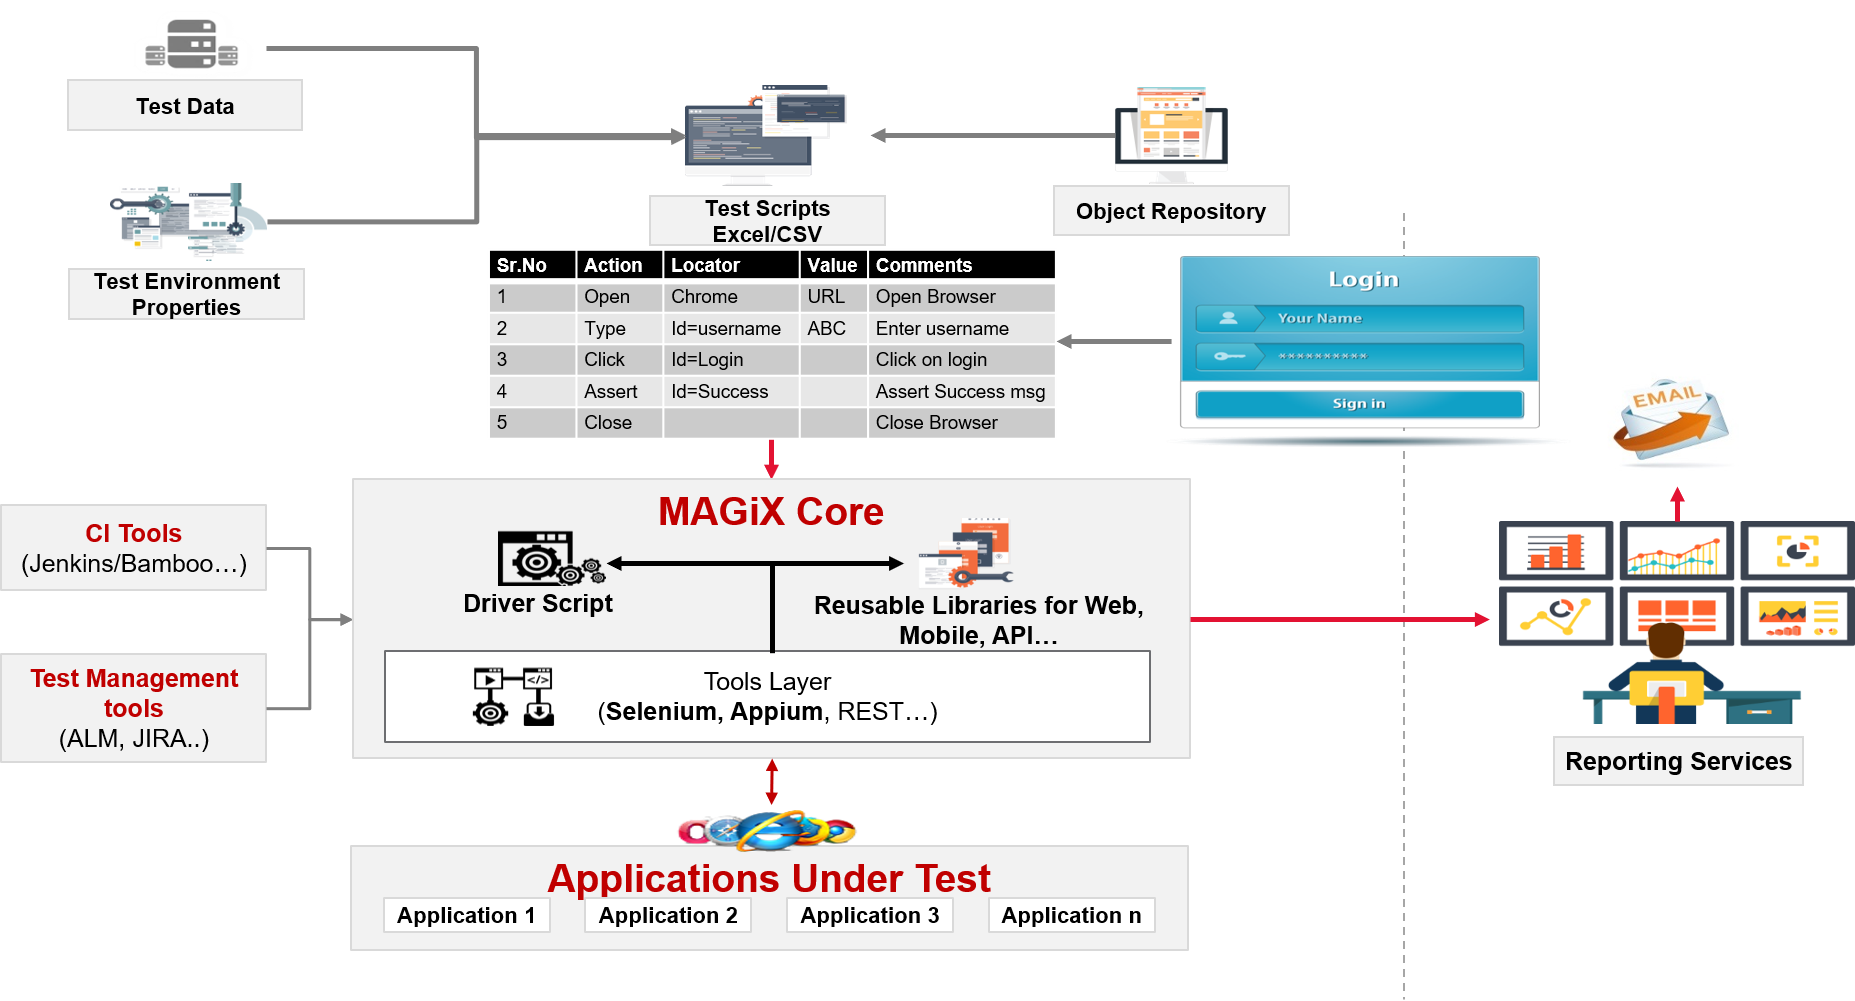 Test Data
Test Environment
Properties
Test Scripts
Excel/CSV
Object Repository
Sr.No Action Locator Value Comments
1 Open Chrome URL Open Browser
2 Type Id=username ABC Enter username
3 Click Id=Login Click on login
4 Assert Id=Success Assert Success msg
5 Close Close Browser
Login
Your Name
**********
Sign in
EMAIL
CI Tools
(Jenkins/Bamboo…)
Test Management
tools
(ALM, JIRA..)
MAGiX Core
Driver Script
Reusable Libraries for Web,
Mobile, API…
Tools Layer
(Selenium, Appium, REST…)
Reporting Services
Applications Under Test
Application 1
Application 2
Application 3
Application n